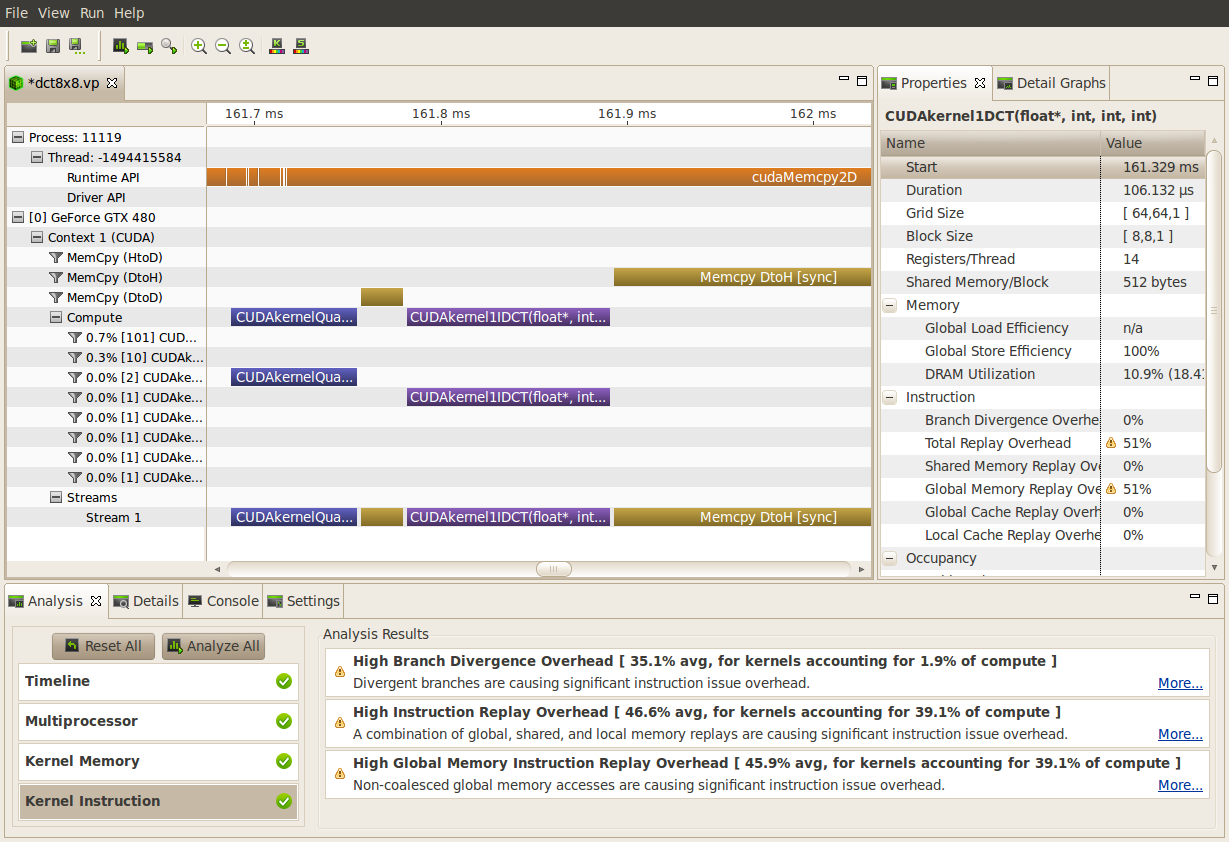 File View Run Help
*dct8x8.vp
161.7 ms 161.8 ms 161.9 ms 162 ms
Process: 11119
Thread: -1494415584
Runtime API cudaMemcpy2D
Driver API
[0] GeForce GTX 480
Context 1 (CUDA)
MemCpy (HtoD)
MemCpy (DtoH) Memcpy DtoH [sync]
MemCpy (DtoD)
Compute CUDAkernelQua... CUDAkernel1IDCT(float*, int...
0.7% [101] CUD...
0.3% [10] CUDAk...
0.0% [2] CUDAke... CUDAkernelQua...
0.0% [1] CUDAke... CUDAkernel1IDCT(float*, int...
0.0% [1] CUDAke...
0.0% [1] CUDAke...
0.0% [1] CUDAke...
0.0% [1] CUDAke...
Streams
Stream 1 CUDAkernelQua... CUDAkernel1IDCT(float*, int... Memcpy DtoH [sync]
Properties Detail Graphs
CUDAkernel1DCT(float*, int, int, int)
Name Value
Start 161.329 ms
Duration 106.132 µs
Grid Size [ 64,64,1 ]
Block Size [ 8,8,1 ]
Registers/Thread 14
Shared Memory/Block 512 bytes
Memory
Global Load Efficiency n/a
Global Store Efficiency 100%
DRAM Utilization 10.9% (18.4
Instruction
Branch Divergence Overhe 0%
Total Replay Overhead 51%
Shared Memory Replay Ov 0%
Global Memory Replay Ove 51%
Global Cache Replay Overh 0%
Local Cache Replay Overhe 0%
Occupancy
Analysis Details Console Settings
Reset All Analyze All
Timeline
Multiprocessor
Kernel Memory
Kernel Instruction
Analysis Results
High Branch Divergence Overhead [ 35.1% avg, for kernels accounting for 1.9% of compute ]
Divergent branches are causing significant instruction issue overhead. More...
High Instruction Replay Overhead [ 46.6% avg, for kernels accounting for 39.1% of compute ]
A combination of global, shared, and local memory replays are causing significant instruction issue overhead. More...
High Global Memory Instruction Replay Overhead [ 45.9% avg, for kernels accounting for 39.1% of compute ]
Non-coalesced global memory accesses are causing significant instruction issue overhead. More...